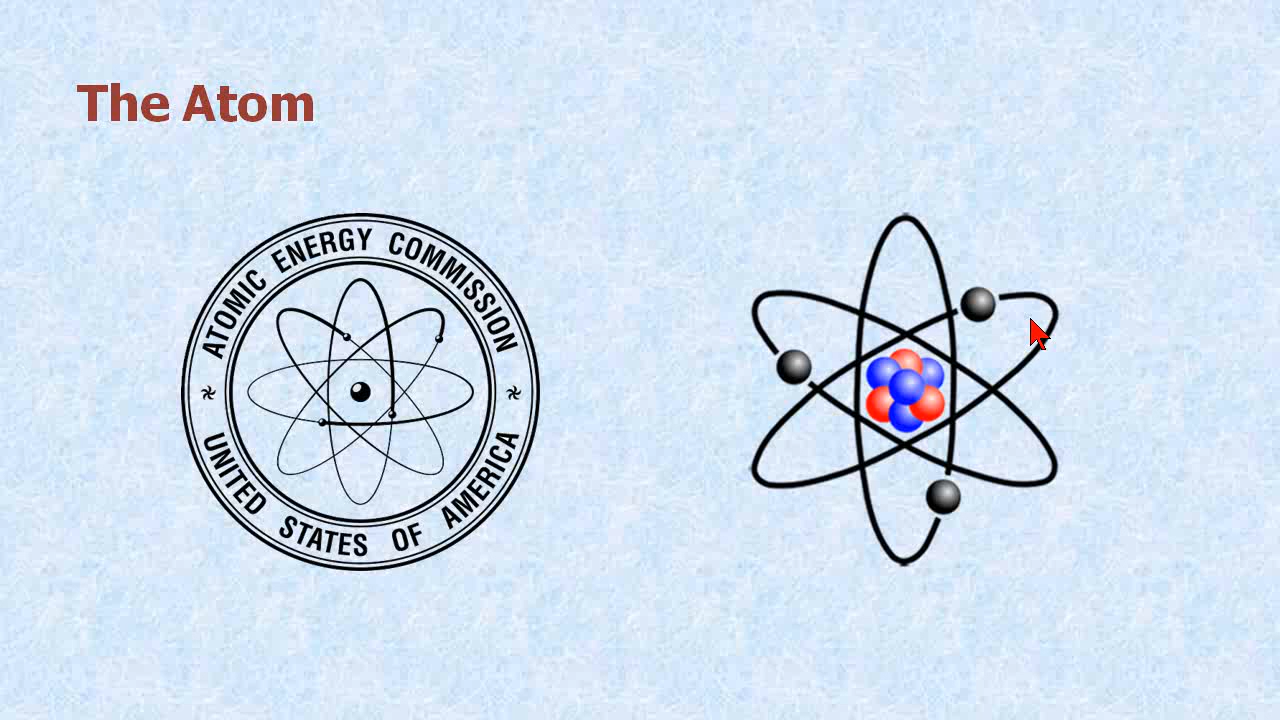 The Atom
ATOMIC ENERGY COMMISSION
UNITED STATES OF AMERICA